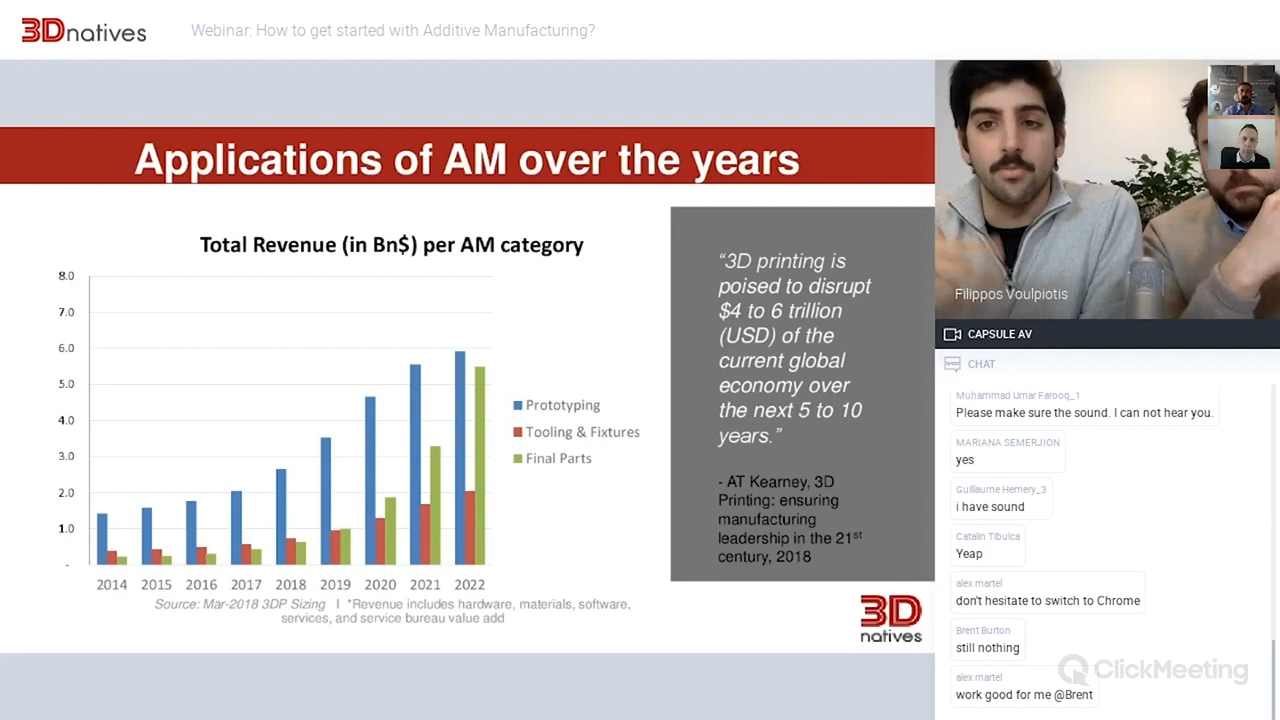 3Dnatives
Webinar: How to get started with Additive Manufacturing?
Applications of AM over the years
Total Revenue (in Bn$) per AM category
8.0
7.0
6.0
5.0
4.0
3.0
2.0
1.0
-
2014 2015 2016 2017 2018 2019 2020 2021 2022
Prototyping
Tooling & Fixtures
Final Parts
Source: Mar-2018 3DP Sizing I *Revenue includes hardware, materials, software,
services, and service bureau value add
“3D printing is
poised to disrupt
$4 to 6 trillion
(USD) of the
current global
economy over
the next 5 to 10
years.”
- AT Kearney, 3D
Printing: ensuring
manufacturing
leadership in the 21st
century, 2018
3D
natives
Filippos Voulpiotis
CAPSULE AV
CHAT
Muhammad Umar Farooq_1
Please make sure the sound. I can not hear you.
MARIANA SEMERJION
yes
Guillaume Hemery_3
i have sound
Catalin Tibulca
Yeap
alex martel
don't hesitate to switch to Chrome
Brent Burton
still nothing
alex martel
work good for me @Brent
ClickMeeting